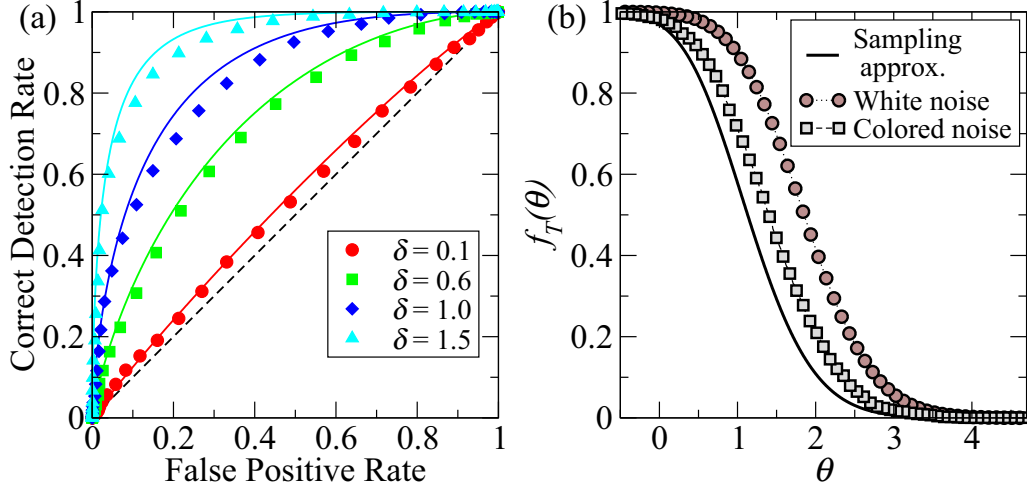 (a)
1
0.8
0.6
0.4
0.2
0
Correct Detection Rate
0
0.2
0.4
0.6
0.8
1
False Positive Rate
δ = 0.1
δ = 0.6
δ = 1.0
δ = 1.5
(b)
1
0.8
0.6
0.4
0.2
0
f_T(θ)
0
1
2
3
4
θ
Sampling
approx.
White noise
Colored noise